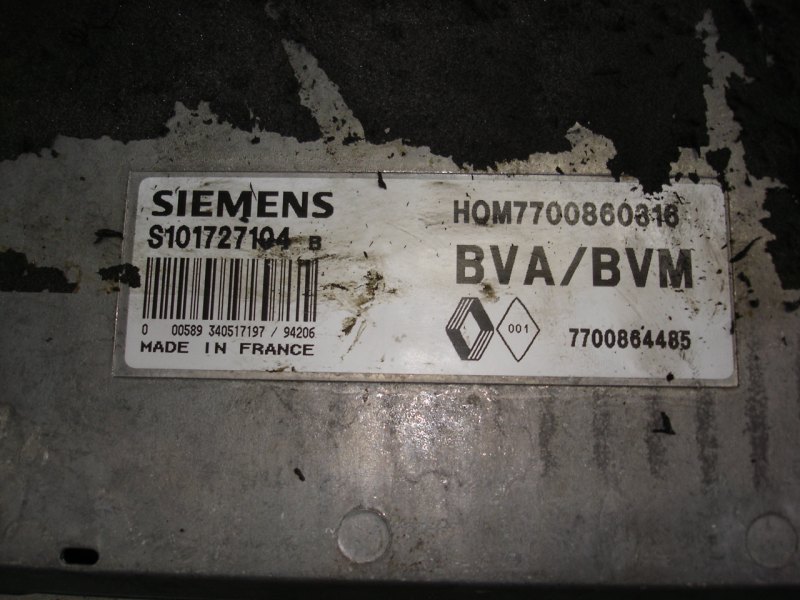 SIEMENS
S101727104 B
0 00589 340517197 / 94206
MADE IN FRANCE
HOM7700860316
BVA/BVM
001
7700864485